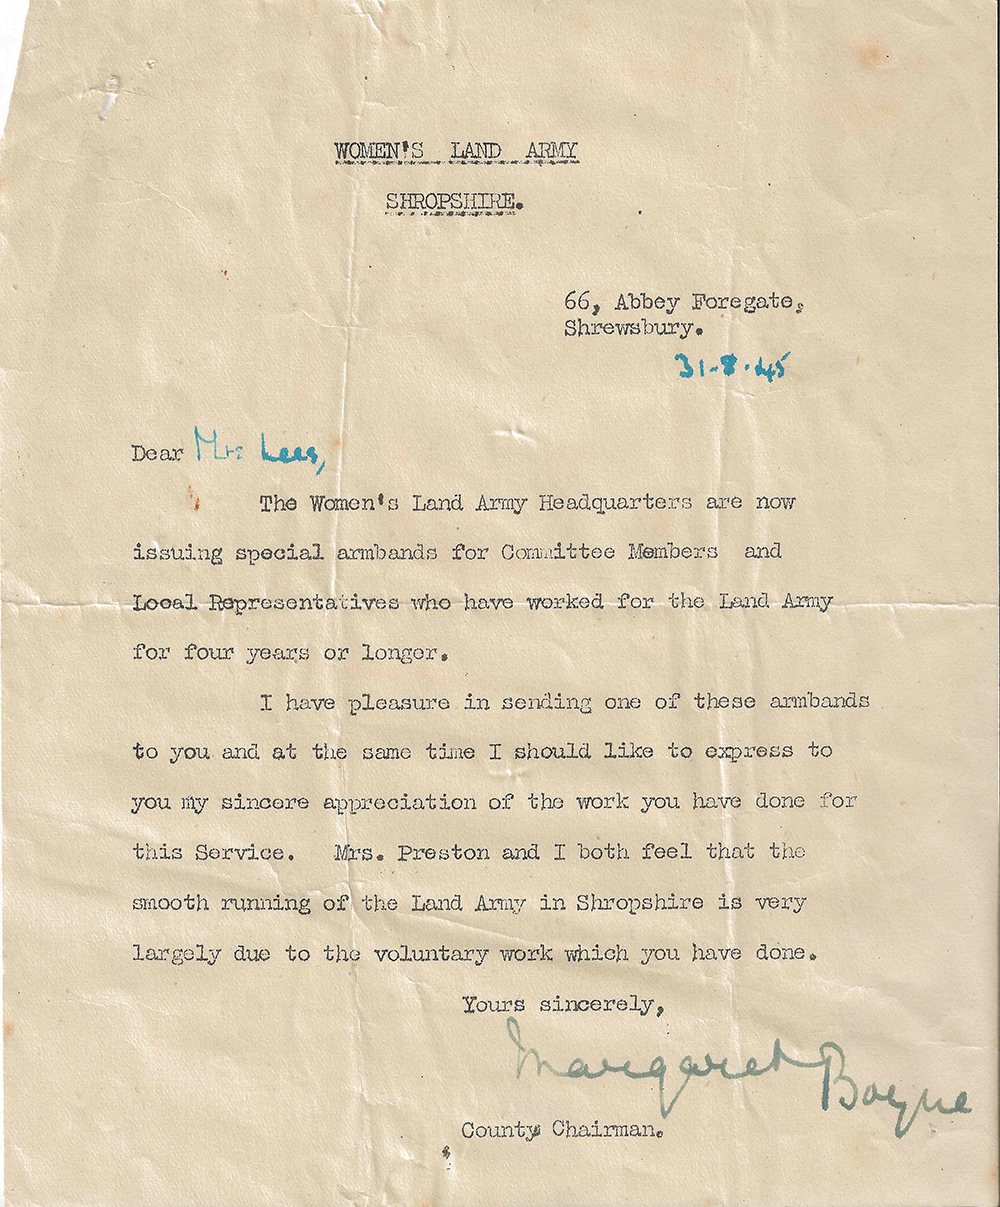 WOMEN'S LAND ARMY
SHROPSHIRE.
66, Abbey Foregate,
Shrewsbury.
31-8-45
Dear Mrs Lees,
The Women's Land Army Headquarters are now
issuing special armbands for Committee Members and
Local Representatives who have worked for the Land Army
for four years or longer.
I have pleasure in sending one of these armbands
to you and at the same time I should like to express to
you my sincere appreciation of the work you have done for
this Service. Mrs. Preston and I both feel that the
smooth running of the Land Army in Shropshire is very
largely due to the voluntary work which you have done.
Yours sincerely,
Margaret Boyne
County Chairman.